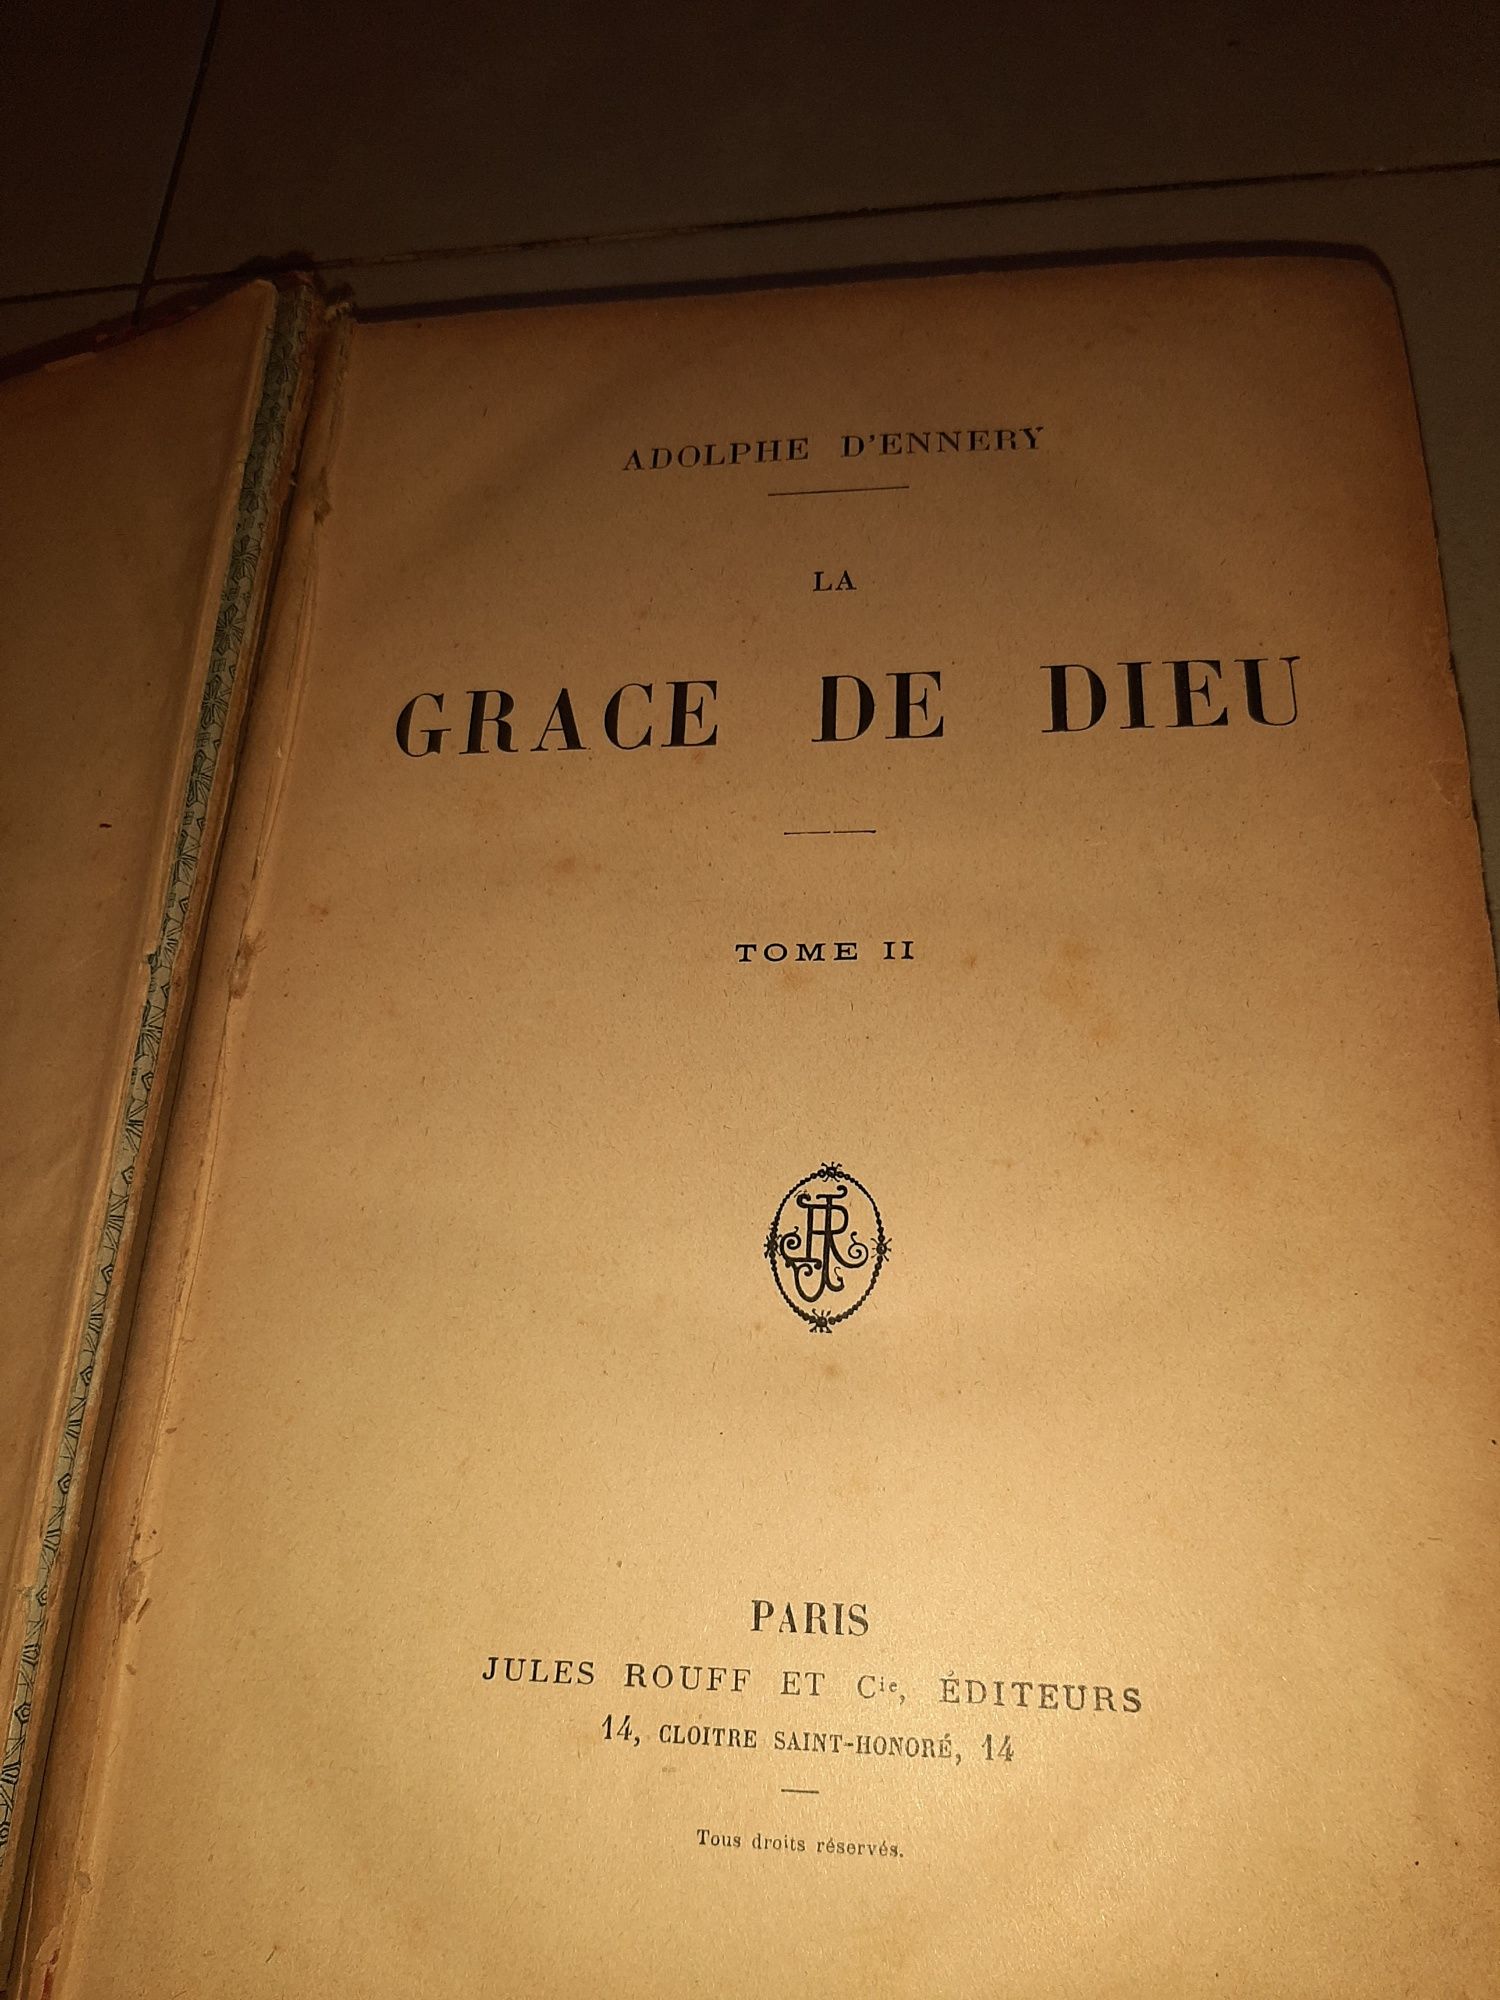 ADOLPHE D'ENNERY
LA
GRACE DE DIEU
TOME II
JR
PARIS
JULES ROUFF ET Cie, ÉDITEURS
14, CLOITRE SAINT-HONORÉ, 14
Tous droits réservés.